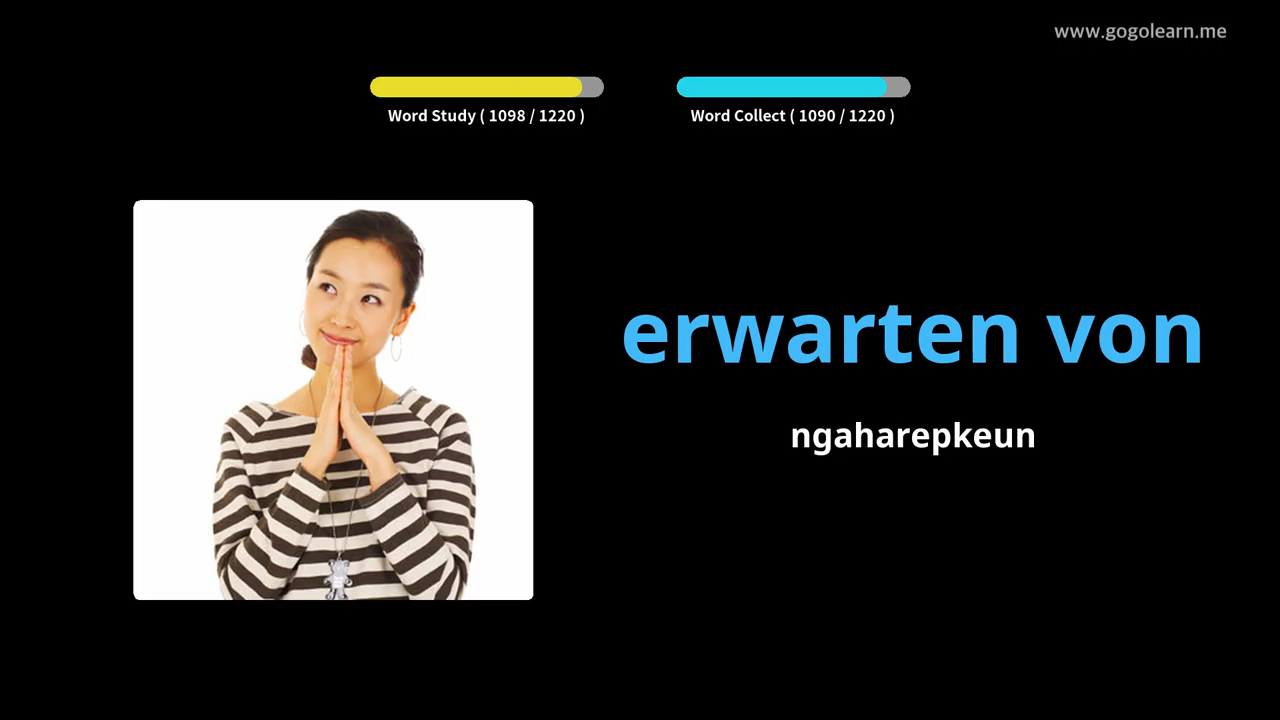 www.gogolearn.me
Word Study ( 1098 / 1220 )
Word Collect ( 1090 / 1220 )
erwarten von
ngaharepkeun